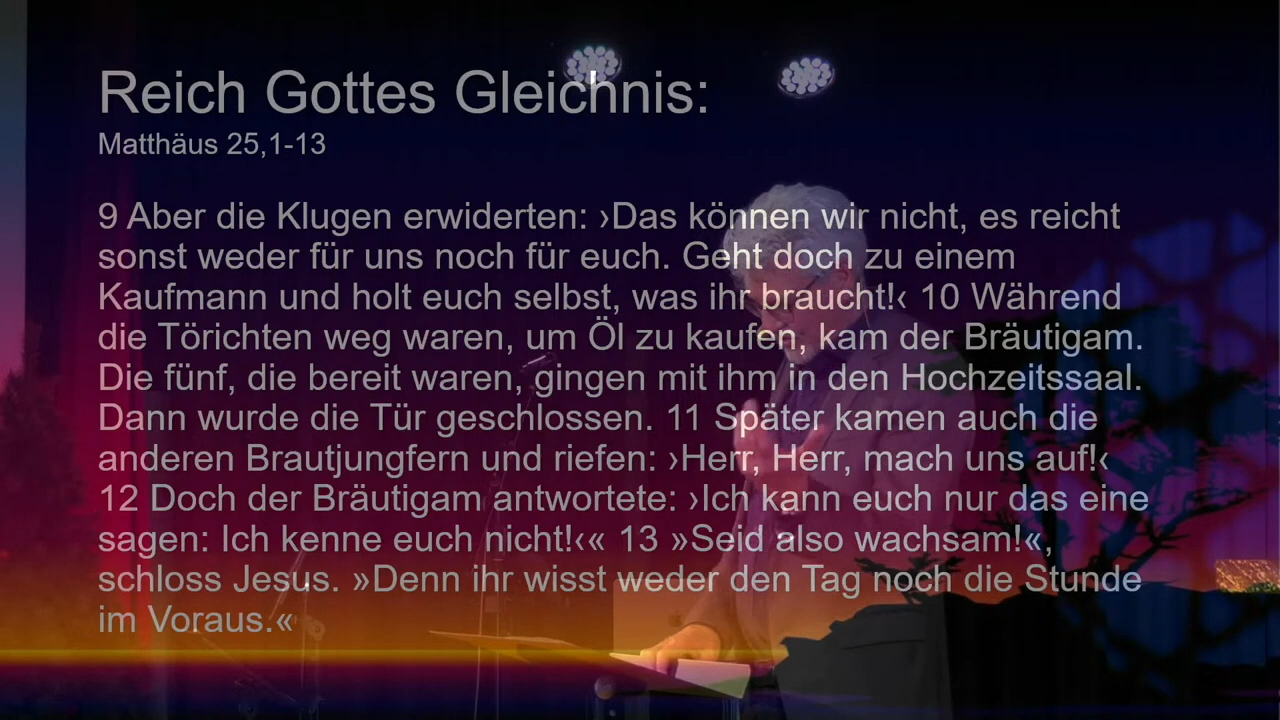 Reich Gottes Gleichnis:
Matthäus 25,1-13
9 Aber die Klugen erwiderten: ›Das können wir nicht, es reicht
sonst weder für uns noch für euch. Geht doch zu einem
Kaufmann und holt euch selbst, was ihr braucht!‹ 10 Während
die Törichten weg waren, um Öl zu kaufen, kam der Bräutigam.
Die fünf, die bereit waren, gingen mit ihm in den Hochzeitssaal.
Dann wurde die Tür geschlossen. 11 Später kamen auch die
anderen Brautjungfern und riefen: ›Herr, Herr, mach uns auf!‹
12 Doch der Bräutigam antwortete: ›Ich kann euch nur das eine
sagen: Ich kenne euch nicht!‹« 13 »Seid also wachsam!«,
schloss Jesus. »Denn ihr wisst weder den Tag noch die Stunde
im Voraus.«